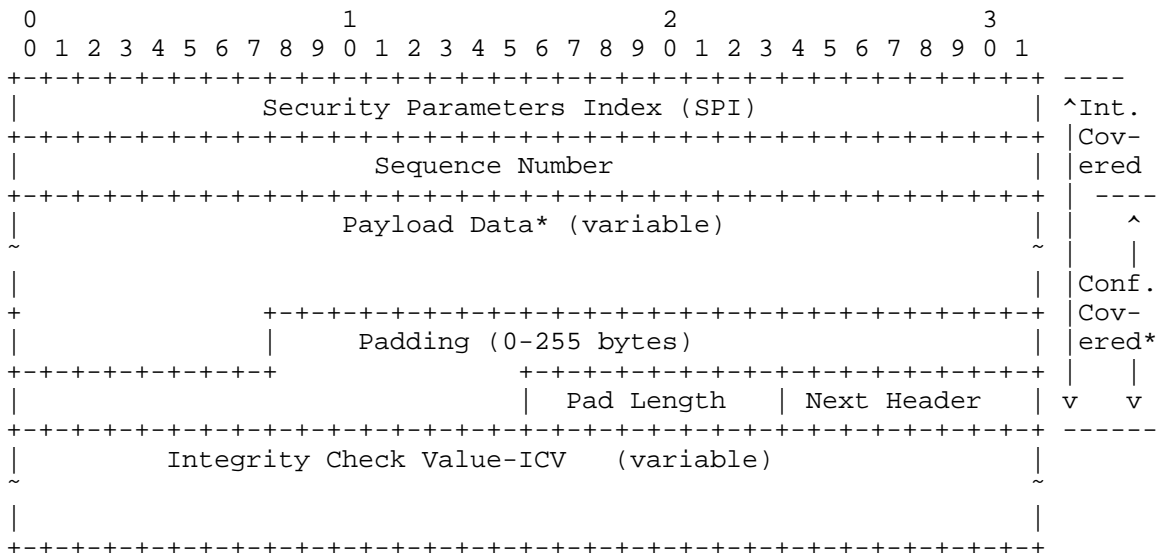 0                   1                   2                   3
 0 1 2 3 4 5 6 7 8 9 0 1 2 3 4 5 6 7 8 9 0 1 2 3 4 5 6 7 8 9 0 1
+-+-+-+-+-+-+-+-+-+-+-+-+-+-+-+-+-+-+-+-+-+-+-+-+-+-+-+-+-+-+-+-+ ----
|               Security Parameters Index (SPI)                 | ^Int.
+-+-+-+-+-+-+-+-+-+-+-+-+-+-+-+-+-+-+-+-+-+-+-+-+-+-+-+-+-+-+-+-+ |Cov-
|                      Sequence Number                          | |ered
+-+-+-+-+-+-+-+-+-+-+-+-+-+-+-+-+-+-+-+-+-+-+-+-+-+-+-+-+-+-+-+-+ | ----
|                    Payload Data* (variable)                   | |   ^
~                                                               ~ |   |
|                                                               | |Conf.
+               +-+-+-+-+-+-+-+-+-+-+-+-+-+-+-+-+-+-+-+-+-+-+-+-+ |Cov-
|               |     Padding (0-255 bytes)                     | |ered*
+-+-+-+-+-+-+-+-+               +-+-+-+-+-+-+-+-+-+-+-+-+-+-+-+-+ |   |
|                               |  Pad Length   | Next Header   | v   v
+-+-+-+-+-+-+-+-+-+-+-+-+-+-+-+-+-+-+-+-+-+-+-+-+-+-+-+-+-+-+-+-+ ------
|         Integrity Check Value-ICV   (variable)                |
~                                                               ~
|                                                               |
+-+-+-+-+-+-+-+-+-+-+-+-+-+-+-+-+-+-+-+-+-+-+-+-+-+-+-+-+-+-+-+-+